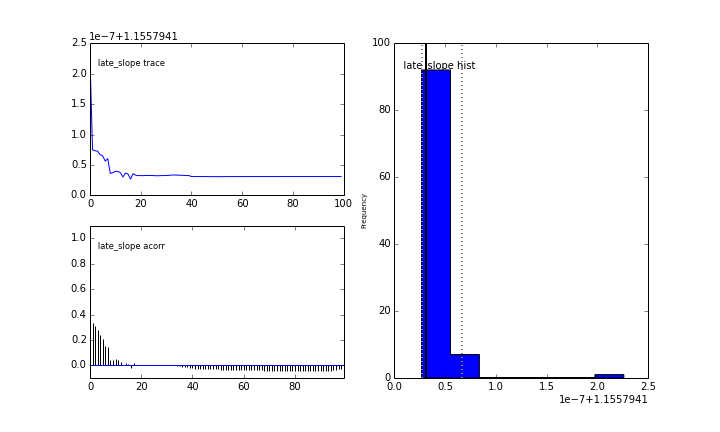 1e-7+1.1557941
2.5
2.0
1.5
1.0
0.5
0.0
late_slope trace
0 20 40 60 80 100
1.0
0.8
0.6
0.4
0.2
0.0
late_slope acorr
0 20 40 60 80
100
80
60
40
20
0
Frequency
late_slope hist
0.0 0.5 1.0 1.5 2.0 2.5
1e-7+1.1557941